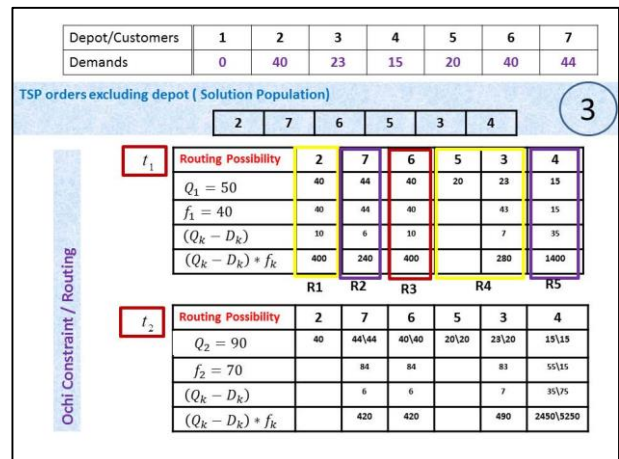 Depot/Customers 1 2 3 4 5 6 7
Demands 0 40 23 15 20 40 44
TSP orders excluding depot ( Solution Population)
3
2 7 6 5 3 4
t1 Routing Possibility 2 7 6 5 3 4
Q1 = 50 40 44 40 20 23 15
f1 = 40 40 44 40 43 15
(Qk − Dk) 10 6 10 7 35
(Qk − Dk) * fk 400 240 400 280 1400
R1 R2 R3 R4 R5
t2 Routing Possibility 2 7 6 5 3 4
Q2 = 90 40 44\44 40\40 20\20 23\20 15\15
f2 = 70 84 84 83 55\15
(Qk − Dk) 6 6 7 35\75
(Qk − Dk) * fk 420 420 490 2450\5250
Ochi Constraint / Routing